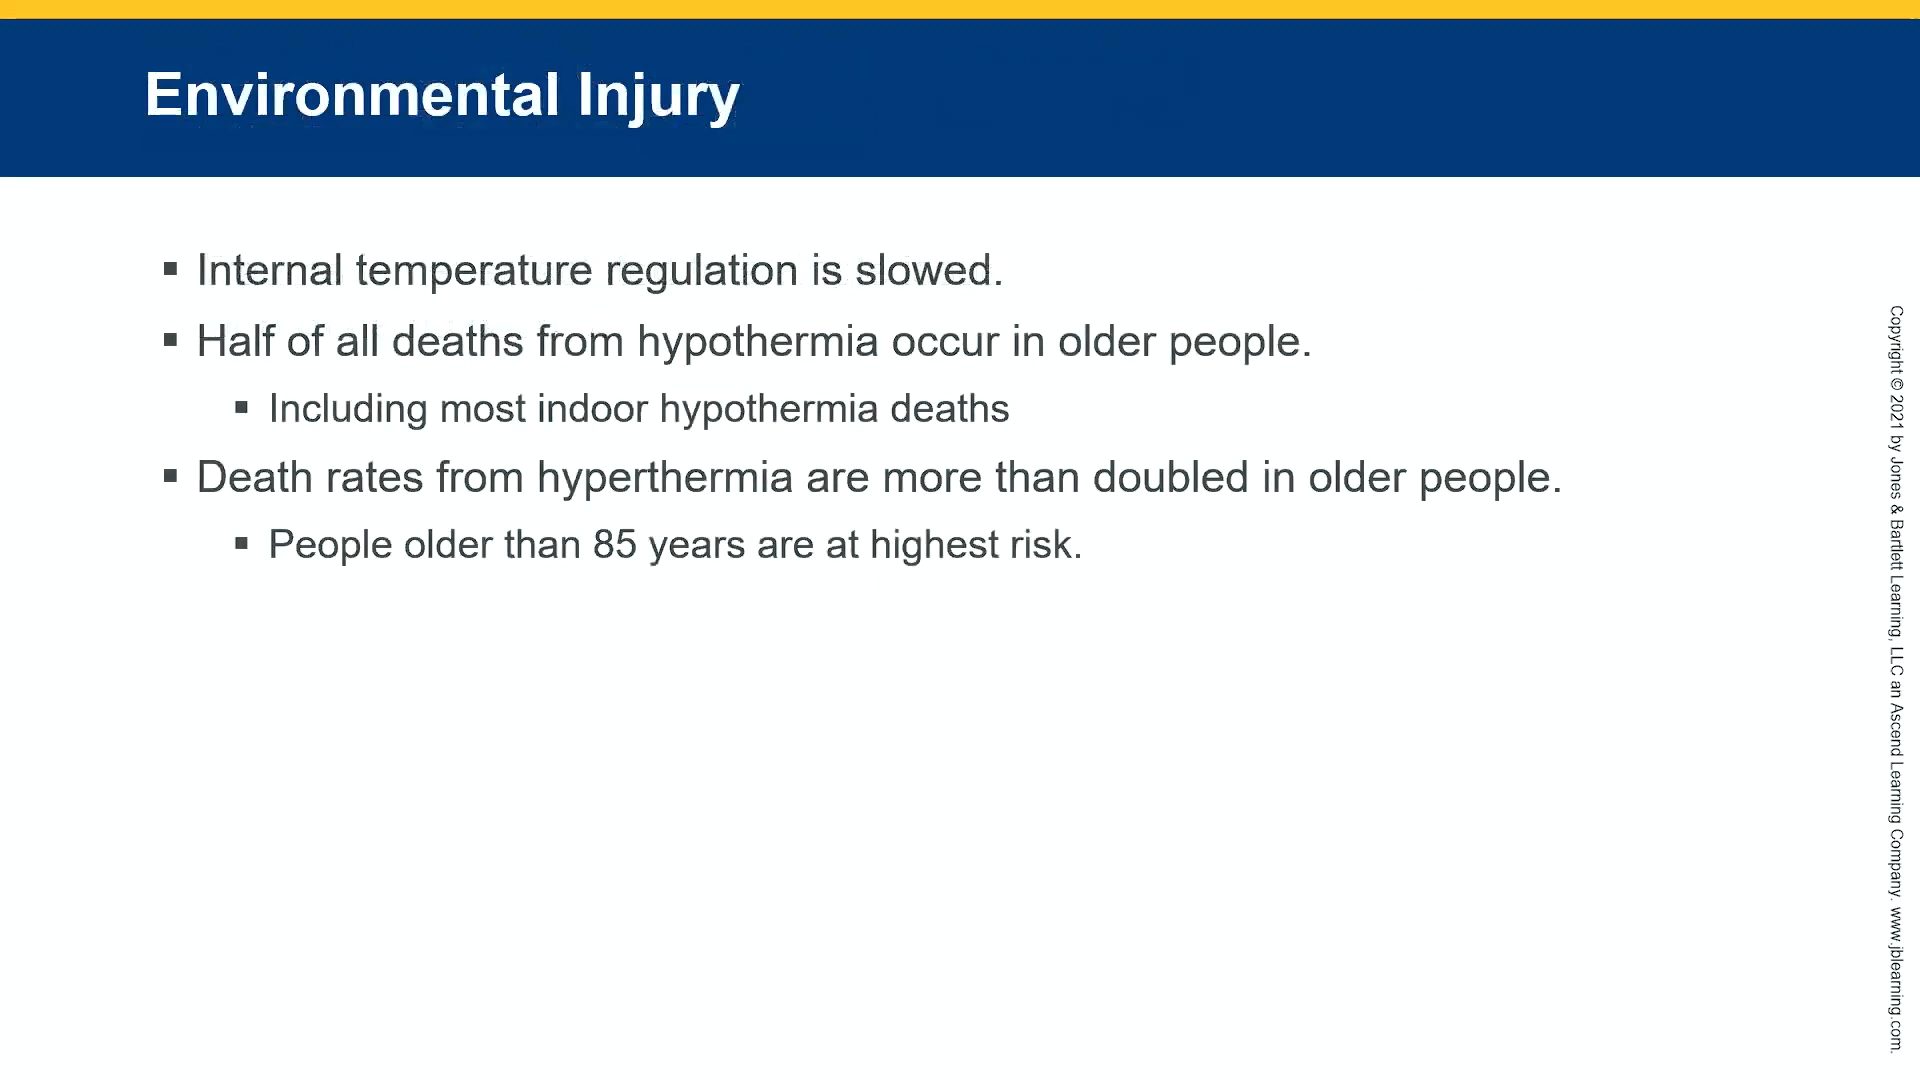 Environmental Injury
▪ Internal temperature regulation is slowed.
▪ Half of all deaths from hypothermia occur in older people.
▪ Including most indoor hypothermia deaths
▪ Death rates from hyperthermia are more than doubled in older people.
▪ People older than 85 years are at highest risk.
Copyright © 2021 by Jones & Bartlett Learning, LLC an Ascend Learning Company. www.jblearning.com.